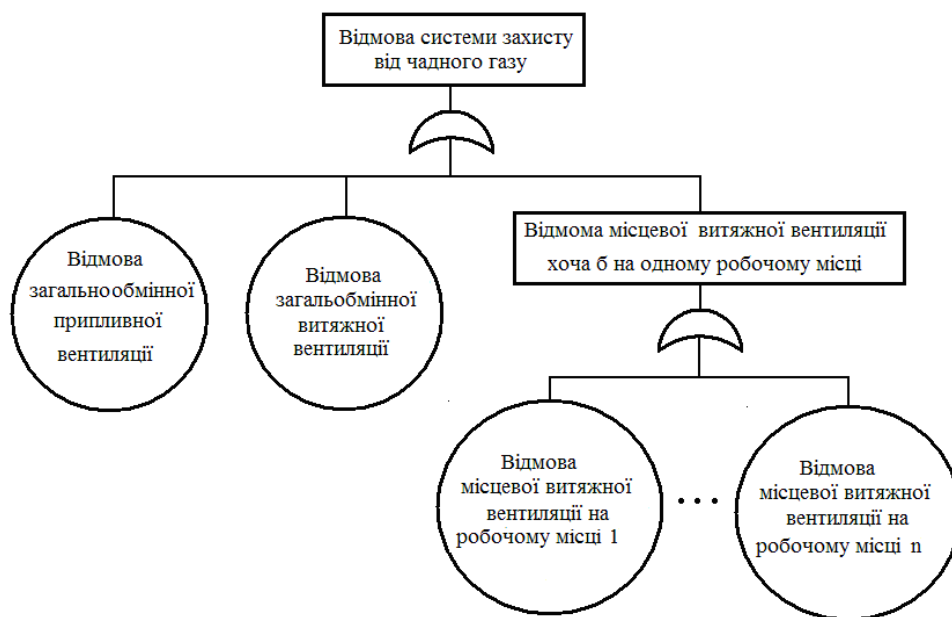 Відмова системи захисту
від чадного газу
Відмова
загальнообмінної
припливної
вентиляції
Відмова
загальобмінної
витяжної
вентиляції
Відмома місцевої витяжної вентиляції
хоча б на одному робочому місці
Відмова
місцевої витяжної
вентиляції на
робочому місці 1
...
Відмова
місцевої витяжної
вентиляції на
робочому місці n